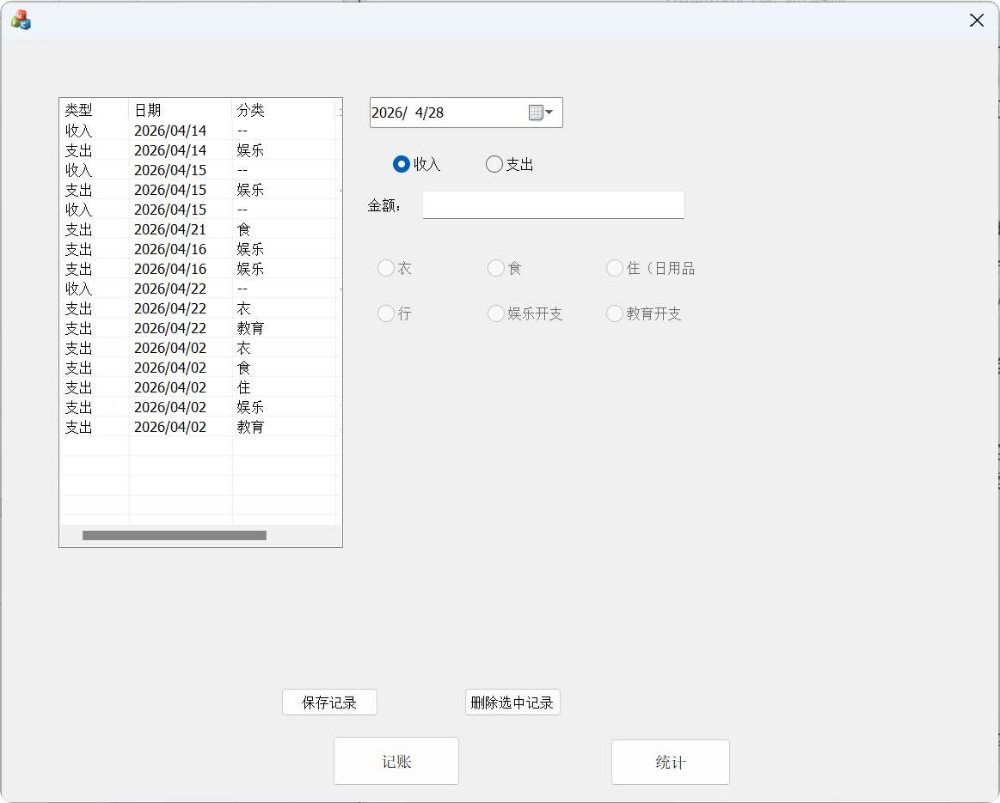 类型 日期 分类
收入 2026/04/14 --
支出 2026/04/14 娱乐
收入 2026/04/15 --
支出 2026/04/15 娱乐
收入 2026/04/15 --
支出 2026/04/21 食
支出 2026/04/16 娱乐
支出 2026/04/16 娱乐
收入 2026/04/22 --
支出 2026/04/22 衣
支出 2026/04/22 教育
支出 2026/04/02 衣
支出 2026/04/02 食
支出 2026/04/02 住
支出 2026/04/02 娱乐
支出 2026/04/02 教育
2026/ 4/28
收入 支出
金额：
衣 食 住（日用品
行 娱乐开支 教育开支
保存记录 删除选中记录
记账 统计